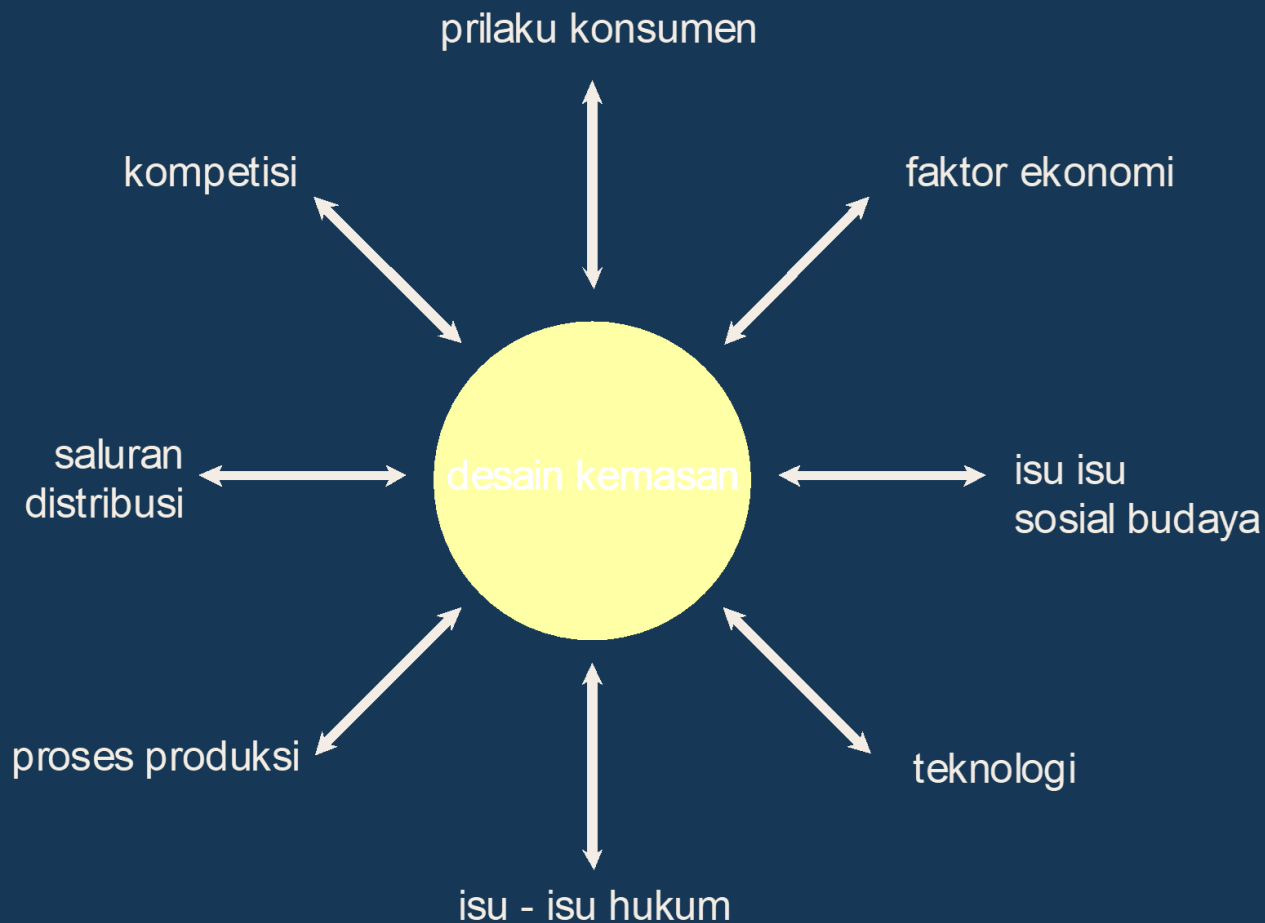 prilaku konsumen
kompetisi
faktor ekonomi
saluran
distribusi
desain kemasan
isu isu
sosial budaya
proses produksi
teknologi
isu - isu hukum